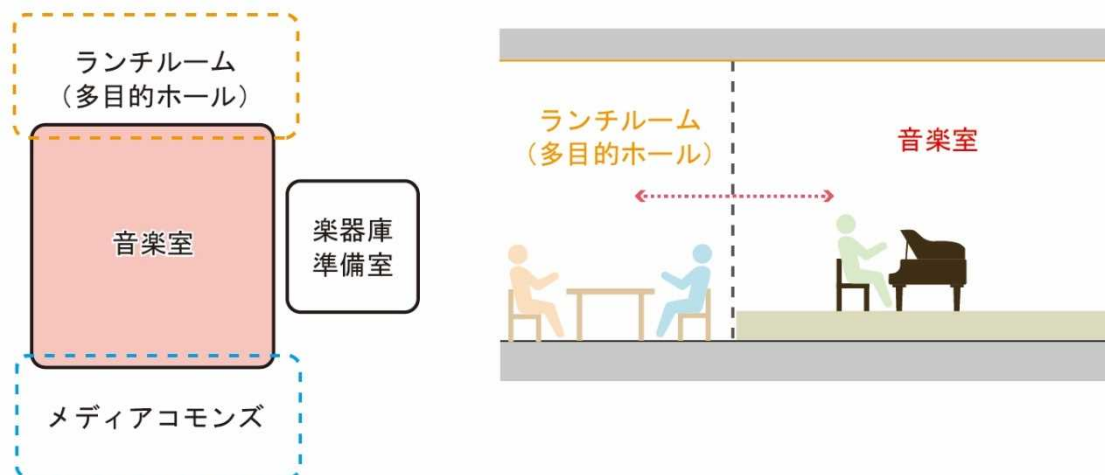 ランチルーム
（多目的ホール）
音楽室
楽器庫
準備室
メディアコモンズ
ランチルーム
（多目的ホール）
音楽室